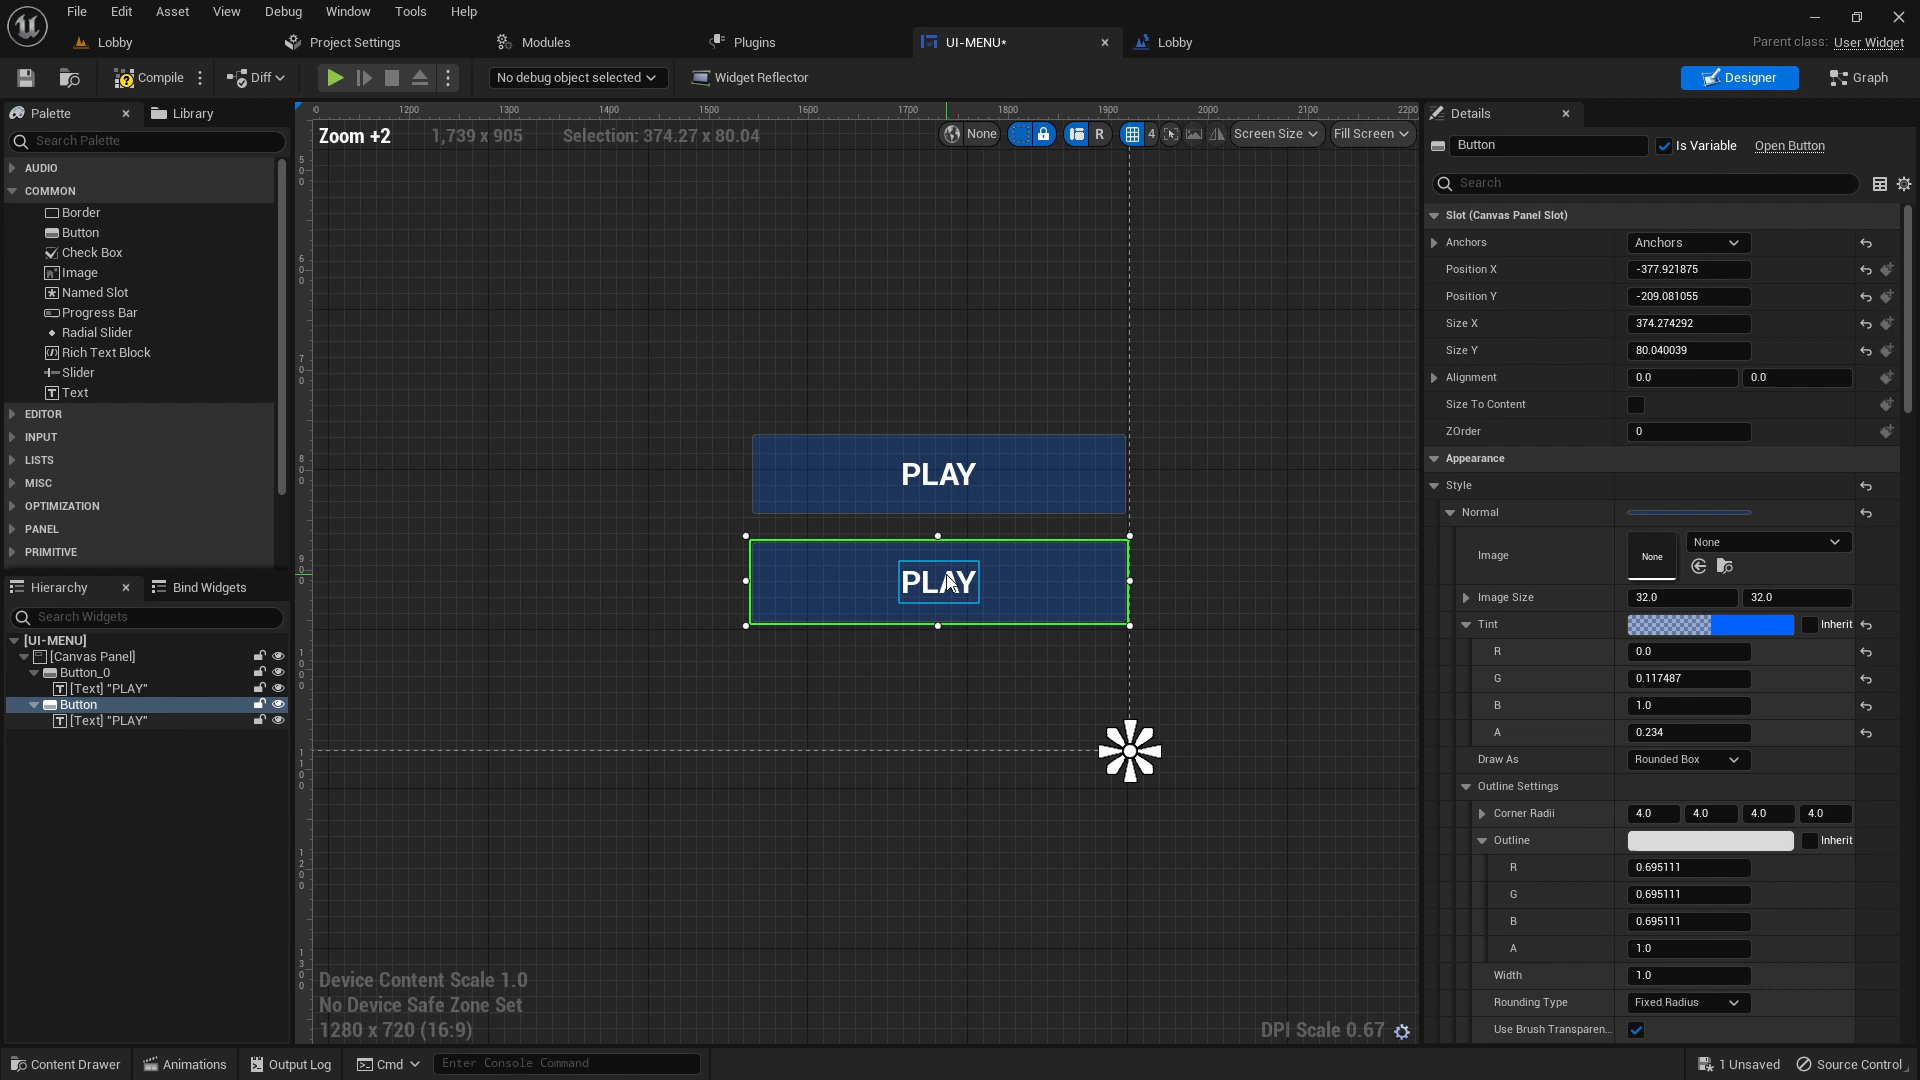 File Edit Asset View Debug Window Tools Help
Lobby Project Settings Modules Plugins UI-MENU* Lobby
Parent class: User Widget
Compile Diff No debug object selected Widget Reflector Designer Graph
Palette Library
Search Palette
AUDIO
COMMON
Border
Button
Check Box
Image
Named Slot
Progress Bar
Radial Slider
Rich Text Block
Slider
Text
EDITOR
INPUT
LISTS
MISC
OPTIMIZATION
PANEL
PRIMITIVE
Hierarchy Bind Widgets
Search Widgets
[UI-MENU]
[Canvas Panel]
Button_0
[Text] "PLAY"
Button
[Text] "PLAY"
0 1200 1300 1400 1500 1600 1700 1800 1900 2000 2100 2200
Zoom +2 1,739 x 905 Selection: 374.27 x 80.04 None R 4 Screen Size Fill Screen
500
600
700
800
900
1000
1100
1200
1300
PLAY
PLAY
Device Content Scale 1.0
No Device Safe Zone Set
1280 x 720 (16:9)
DPI Scale 0.67
Details
Button Is Variable Open Button
Search
Slot (Canvas Panel Slot)
Anchors Anchors
Position X -377.921875
Position Y -209.081055
Size X 374.274292
Size Y 80.040039
Alignment 0.0 0.0
Size To Content
ZOrder 0
Appearance
Style
Normal
Image None None
Image Size 32.0 32.0
Tint Inherit
R 0.0
G 0.117487
B 1.0
A 0.234
Draw As Rounded Box
Outline Settings
Corner Radii 4.0 4.0 4.0 4.0
Outline Inherit
R 0.695111
G 0.695111
B 0.695111
A 1.0
Width 1.0
Rounding Type Fixed Radius
Use Brush Transparen...
Content Drawer Animations Output Log Cmd Enter Console Command 1 Unsaved Source Control